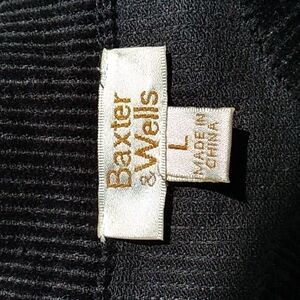 Baxter
& Wells
L
MADE IN
CHINA